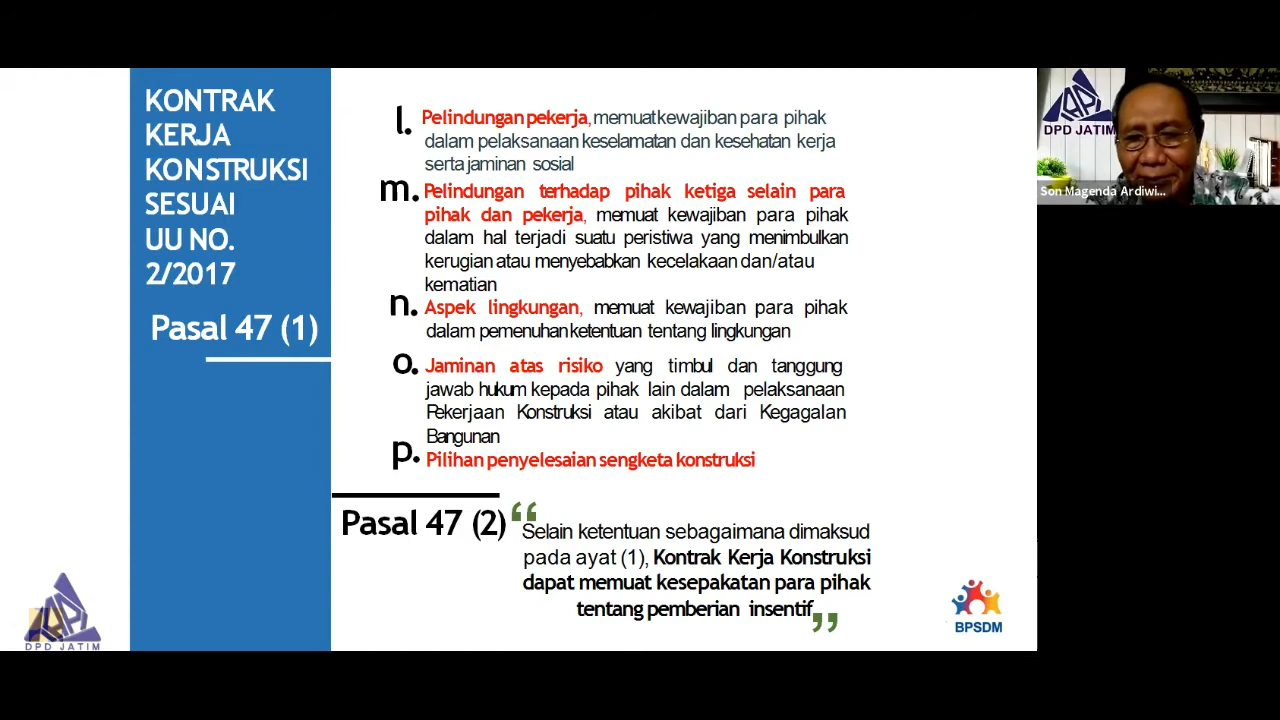 KONTRAK
KERJA
KONSTRUKSI
SESUAI
UU NO.
2/2017
Pasal 47 (1)
l. Pelindungan pekerja, memuat kewajiban para pihak
dalam pelaksanaan keselamatan dan kesehatan kerja
serta jaminan sosial
m. Pelindungan terhadap pihak ketiga selain para
pihak dan pekerja, memuat kewajiban para pihak
dalam hal terjadi suatu peristiwa yang menimbulkan
kerugian atau menyebabkan kecelakaan dan/atau
kematian
n. Aspek lingkungan, memuat kewajiban para pihak
dalam pemenuhan ketentuan tentang lingkungan
o. Jaminan atas risiko yang timbul dan tanggung
jawab hukum kepada pihak lain dalam pelaksanaan
Pekerjaan Konstruksi atau akibat dari Kegagalan
Bangunan
p. Pilihan penyelesaian sengketa konstruksi
Pasal 47 (2)
“Selain ketentuan sebagaimana dimaksud
pada ayat (1), Kontrak Kerja Konstruksi
dapat memuat kesepakatan para pihak
tentang pemberian insentif”
DPD JATIM
BPSDM
DPD JATIM
Son Magenda Ardiwi...